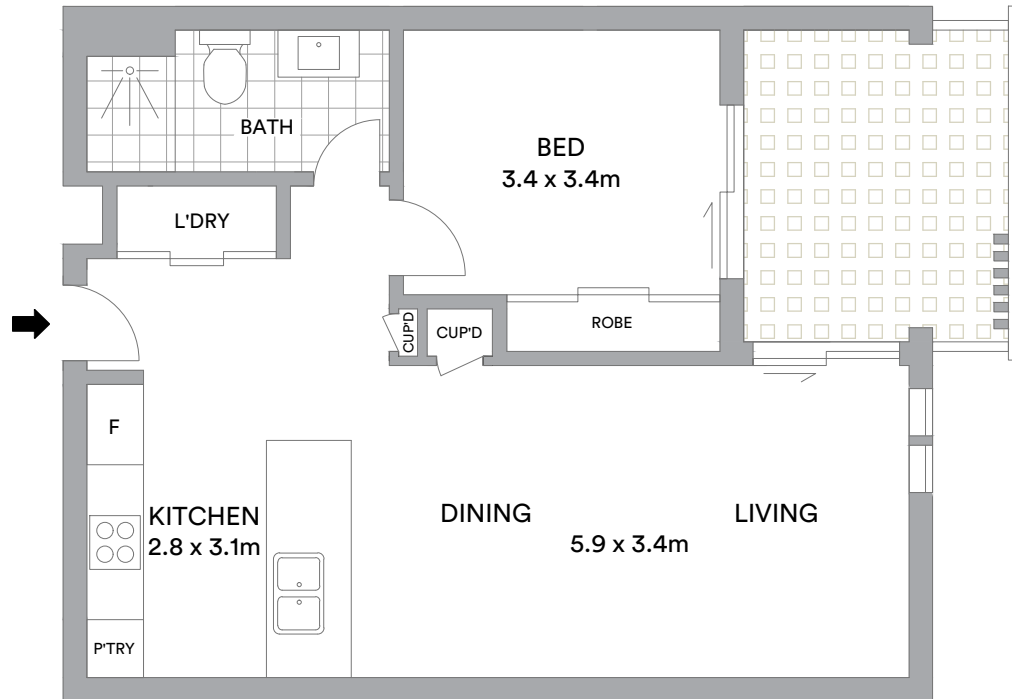 BATH
BED
3.4 x 3.4m
L'DRY
CUP'D
CUP'D
ROBE
F
KITCHEN
2.8 x 3.1m
DINING
LIVING
5.9 x 3.4m
P'TRY